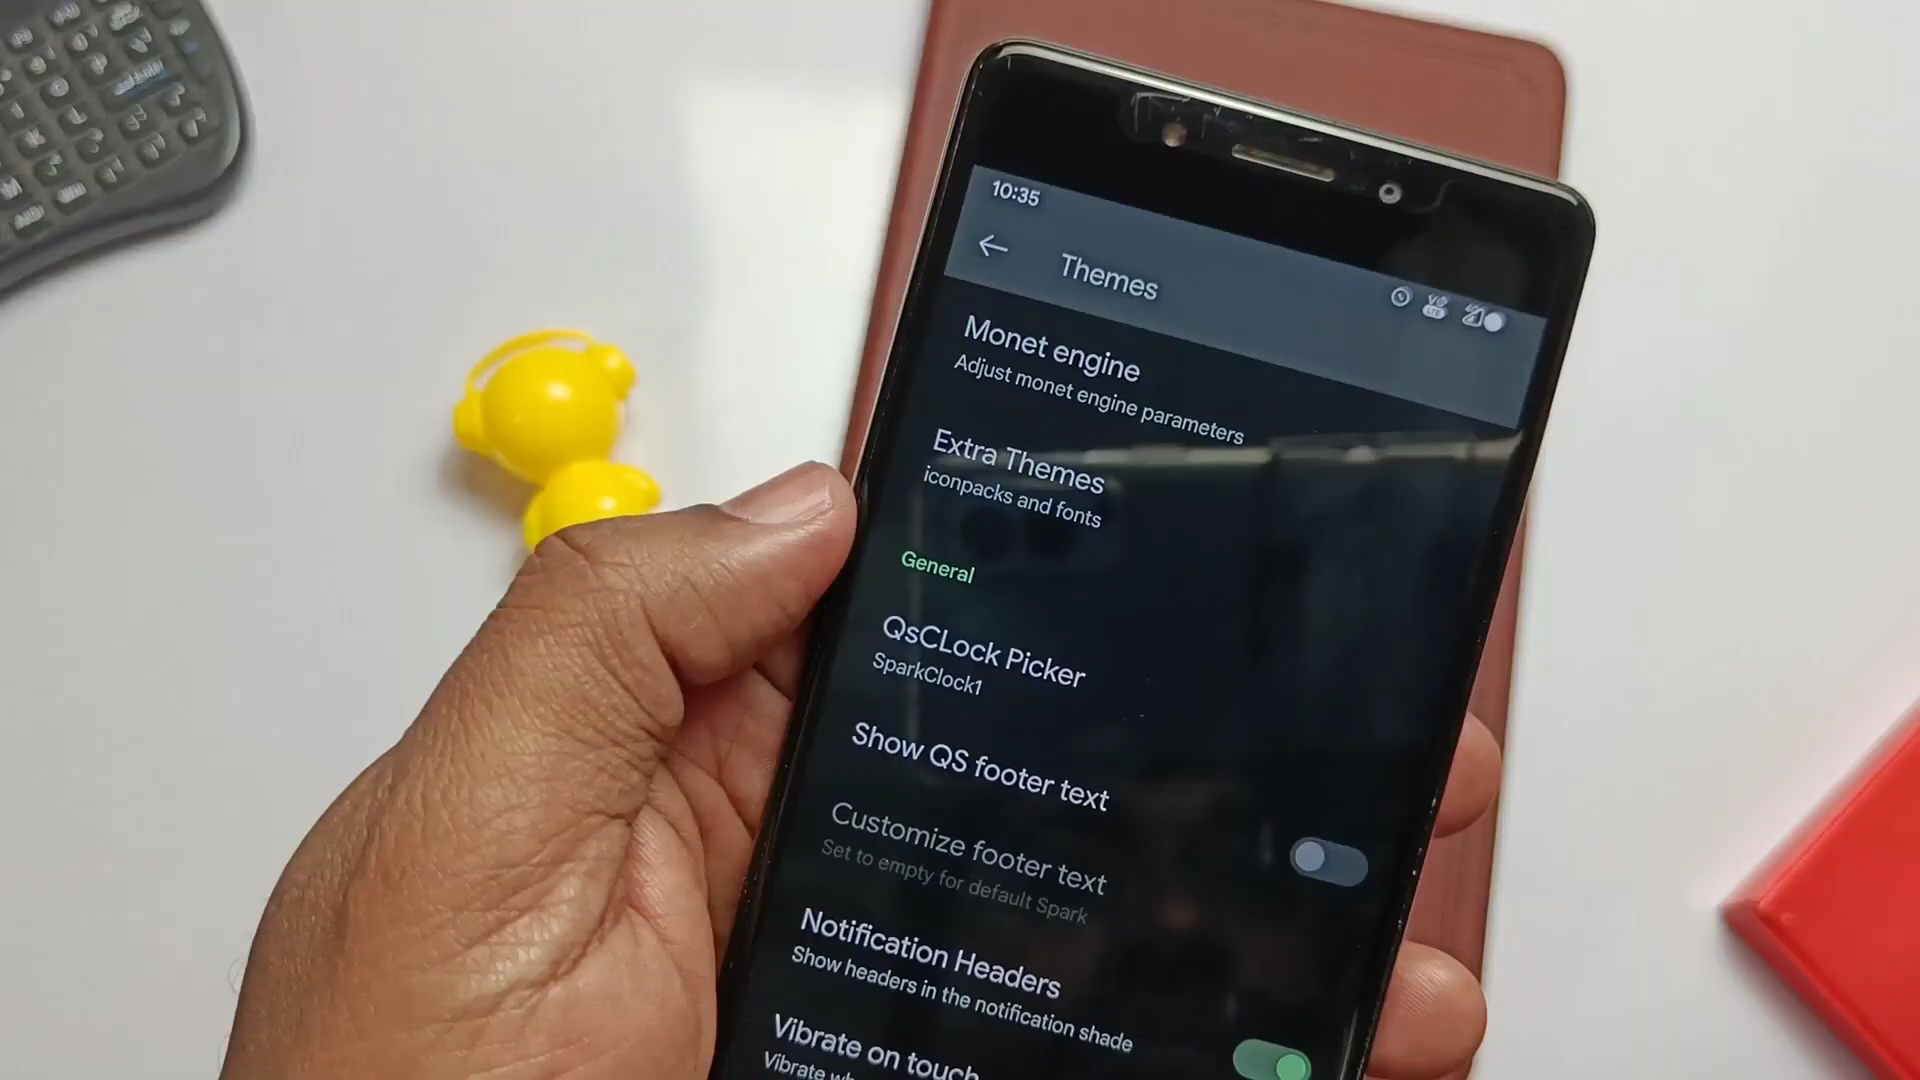 10:35
Themes
Monet engine
Adjust monet engine parameters
Extra Themes
iconpacks and fonts
General
QsCLock Picker
SparkClock1
Show QS footer text
Customize footer text
Set to empty for default Spark
Notification Headers
Show headers in the notification shade
Vibrate on touch
Vibrate